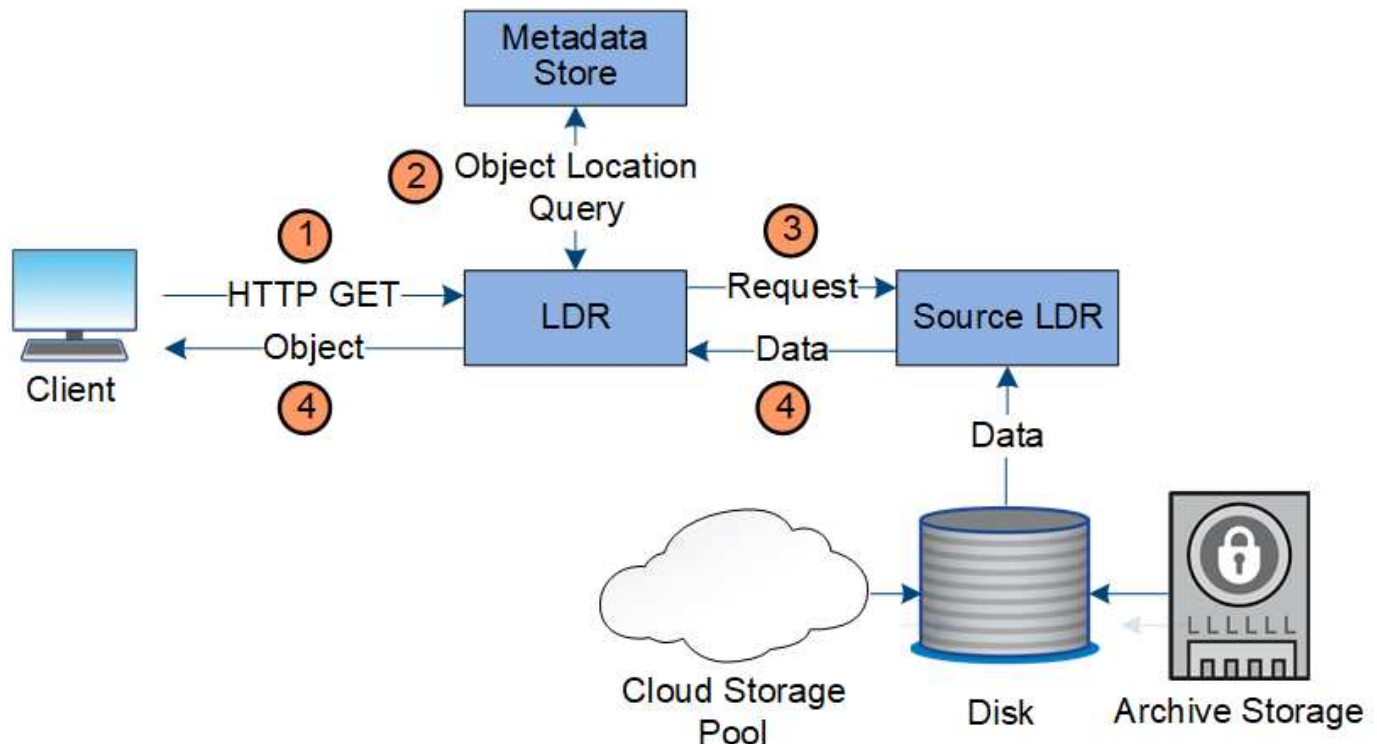 Metadata
Store
2
Object Location
Query
1
3
HTTP GET
Request
LDR
Source LDR
Object
Data
Client
4
4
Data
L L L L L L
Cloud Storage
Pool
Disk
Archive Storage